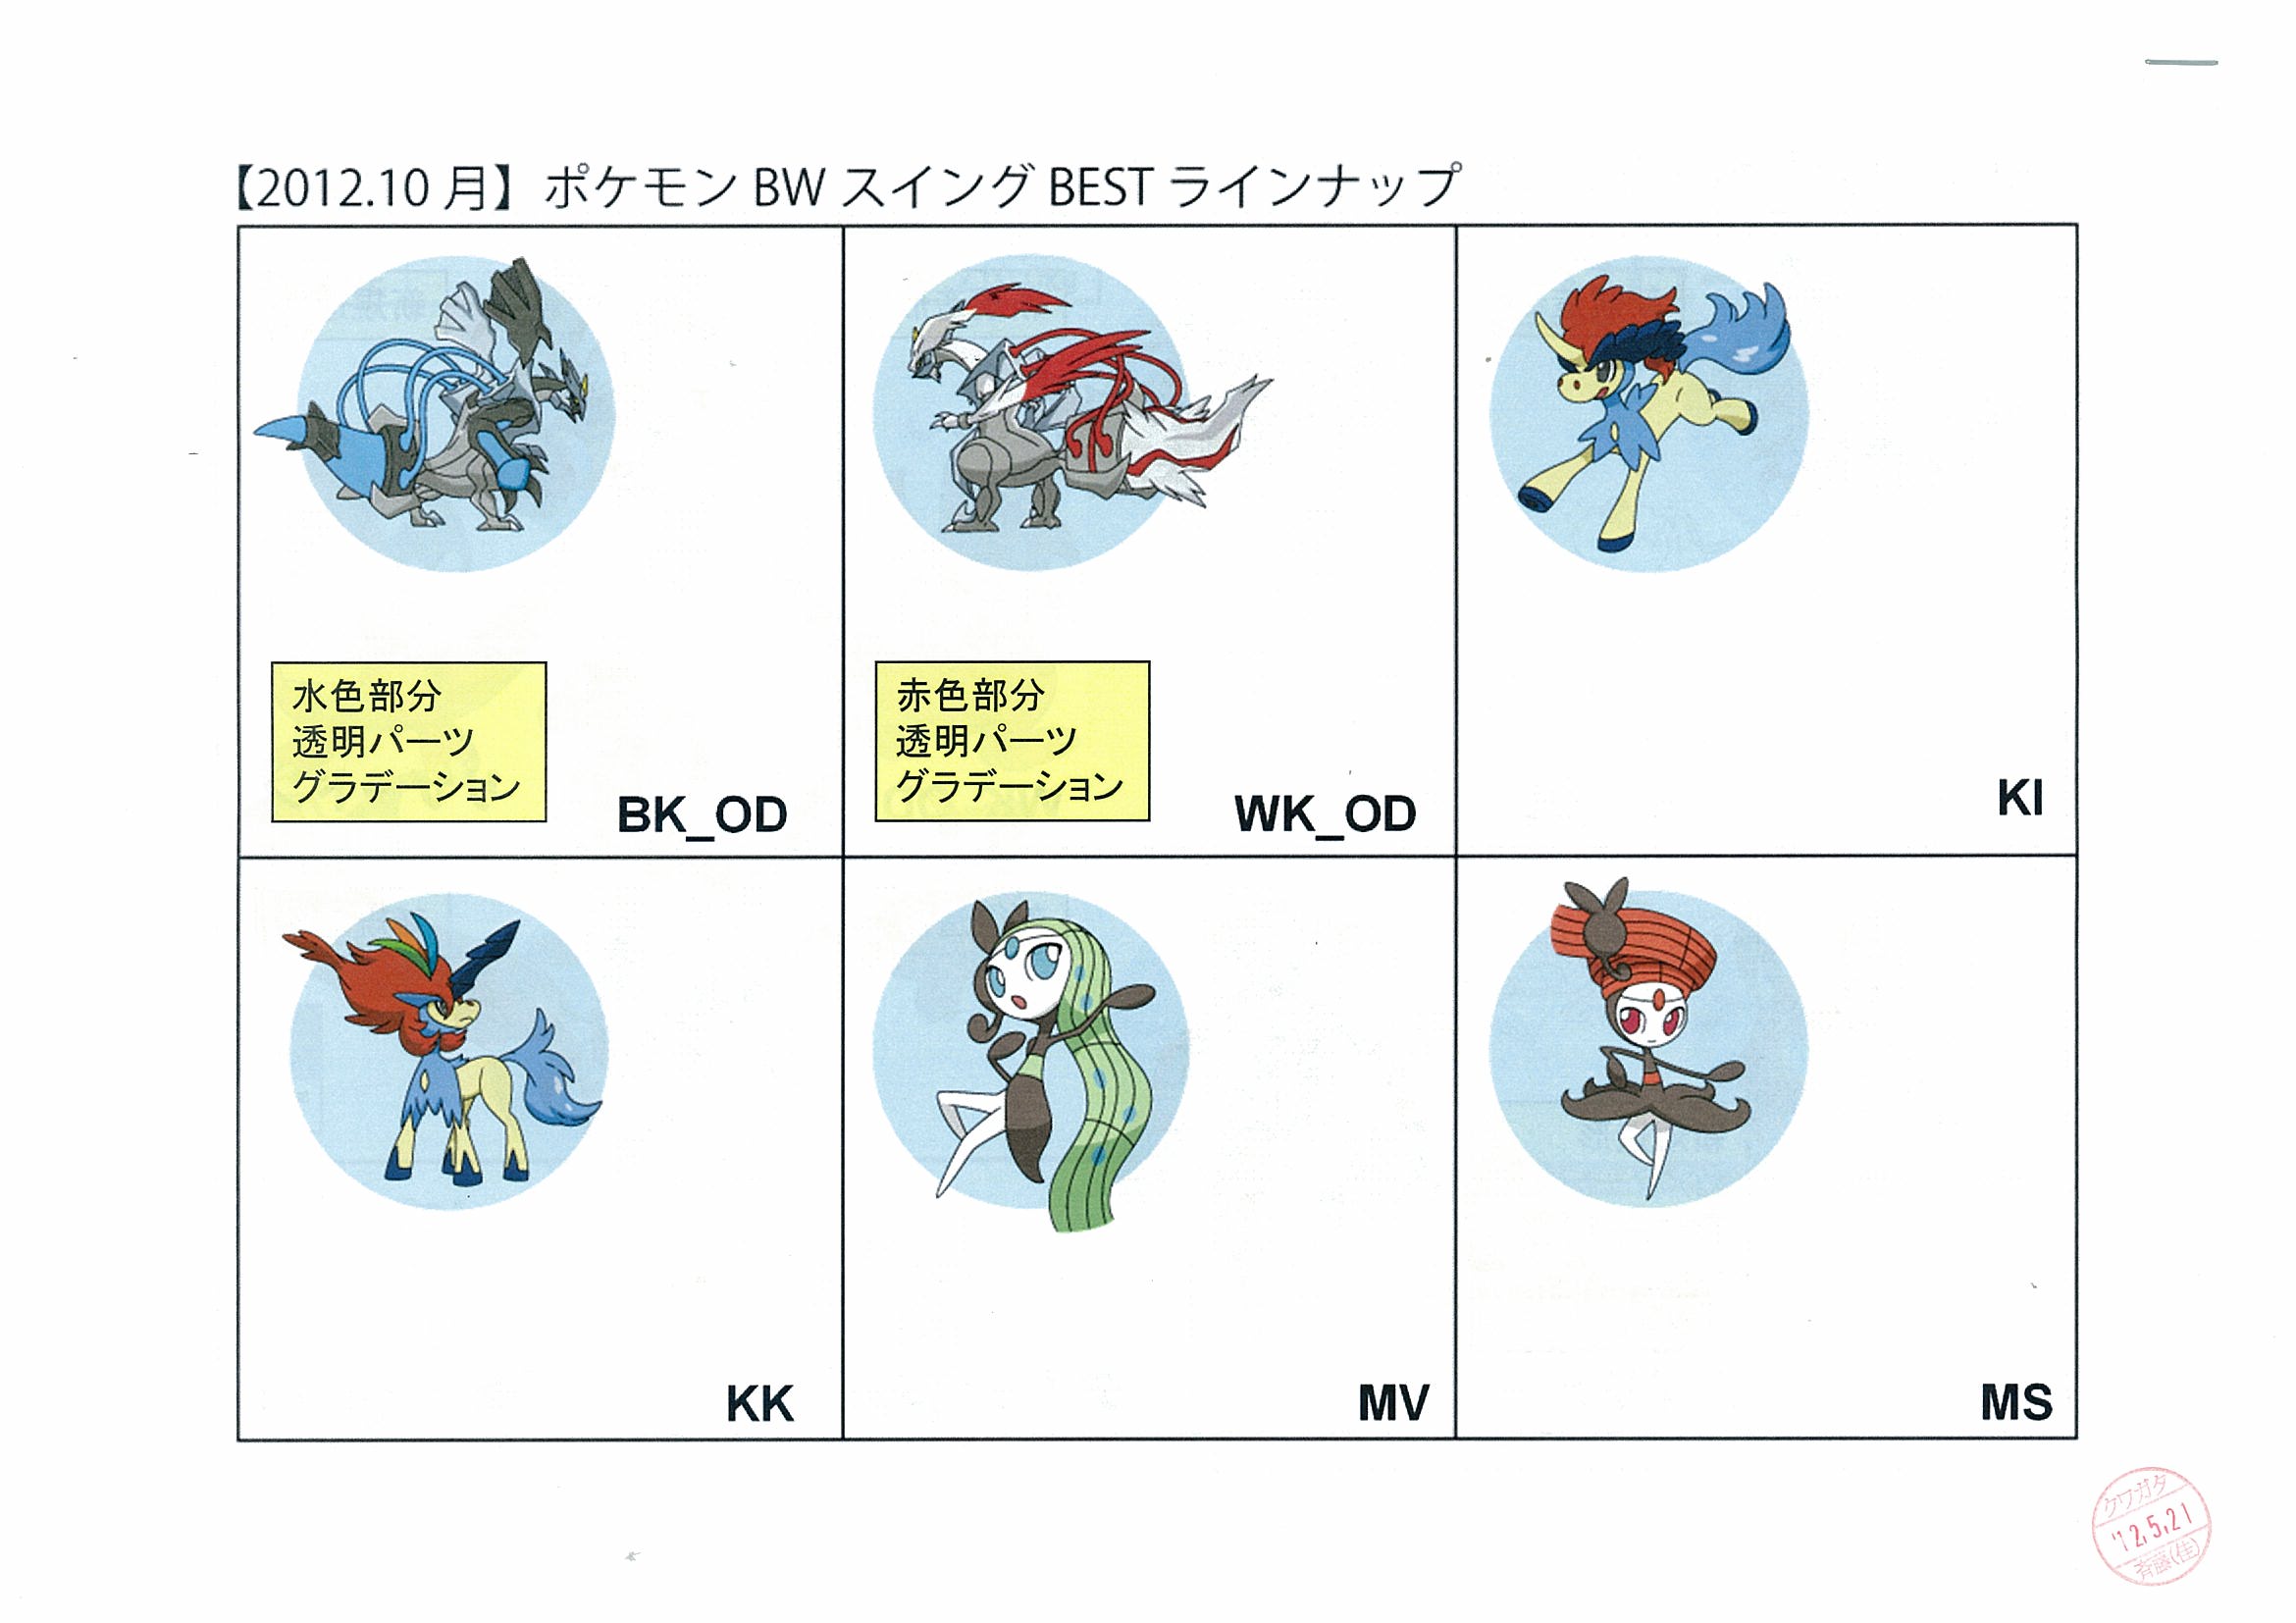 【2012.10 月】 ポケモン BW スイング BEST ラインナップ
水色部分
透明パーツ
グラデーション
BK_OD
赤色部分
透明パーツ
グラデーション
WK_OD
KI
KK
MV
MS
クワガタ
'12.5.21
斉藤(佳)